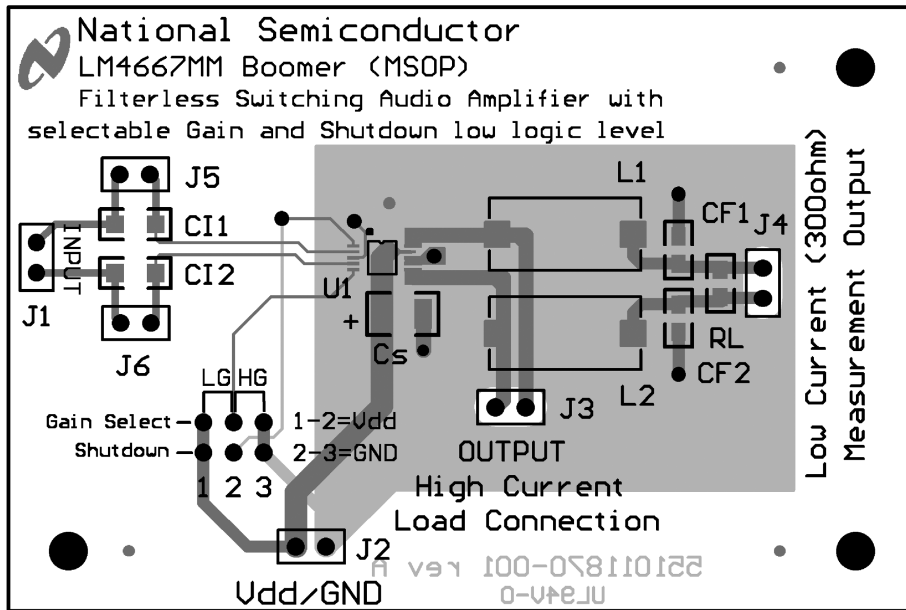 National Semiconductor
LM4667MM Boomer (MSOP)
Filterless Switching Audio Amplifier with
selectable Gain and Shutdown low logic level
J5
L1
CI1
CF1
J4
INPUT
CI2
U1
J1
+
Cs
RL
J6
CF2
LG HG
L2
J3
Gain Select
1-2=Vdd
Shutdown
2-3=GND
OUTPUT
1 2 3
High Current
Load Connection
J2
Vdd/GND
551011870-001 rev A
UL94V-0
Low Current (300ohm)
Measurement Output